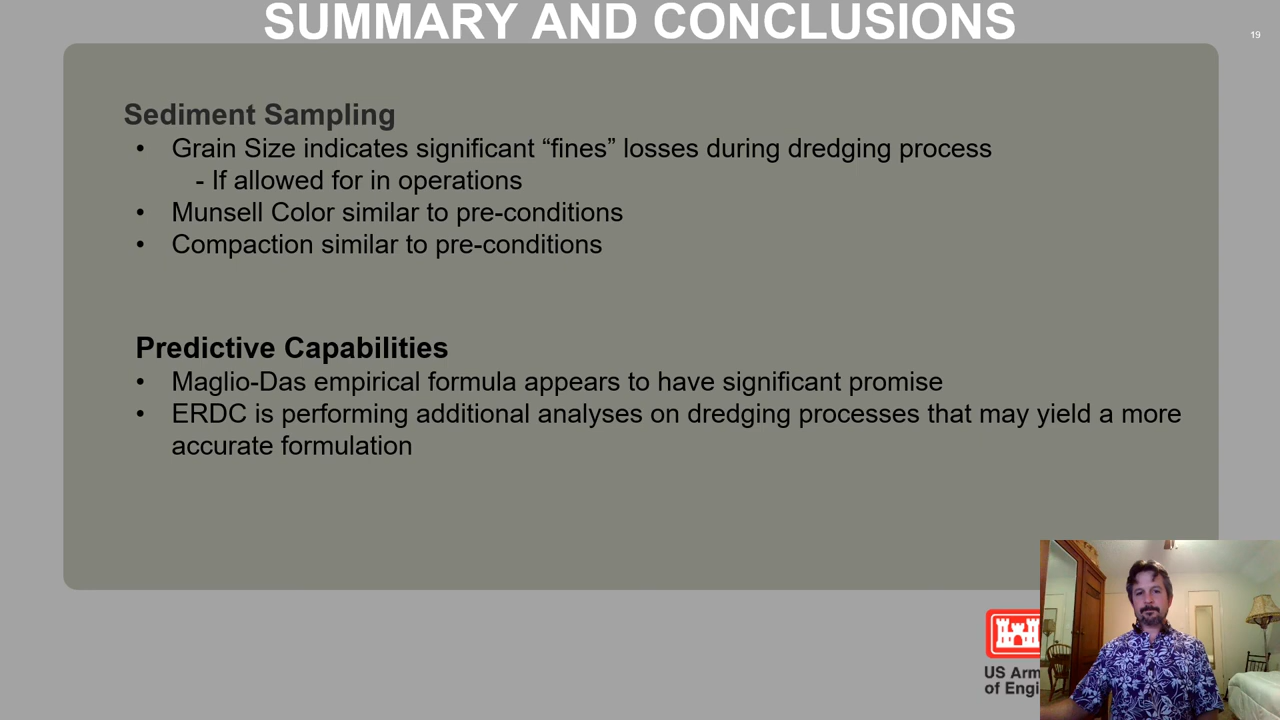 SUMMARY AND CONCLUSIONS
19
Sediment Sampling
• Grain Size indicates significant “fines” losses during dredging process
- If allowed for in operations
• Munsell Color similar to pre-conditions
• Compaction similar to pre-conditions
Predictive Capabilities
• Maglio-Das empirical formula appears to have significant promise
• ERDC is performing additional analyses on dredging processes that may yield a more
accurate formulation
US Arm
of Engi